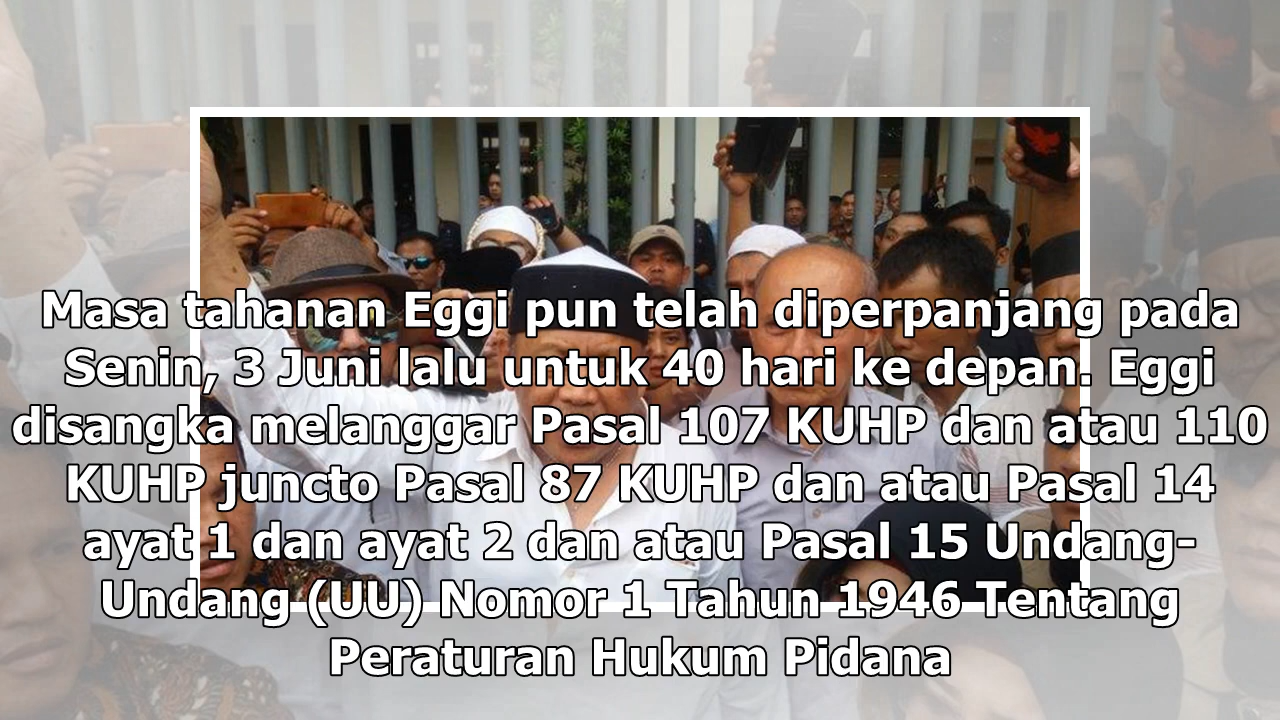 Masa tahanan Eggi pun telah diperpanjang pada
Senin, 3 Juni lalu untuk 40 hari ke depan. Eggi
disangka melanggar Pasal 107 KUHP dan atau 110
KUHP juncto Pasal 87 KUHP dan atau Pasal 14
ayat 1 dan ayat 2 dan atau Pasal 15 Undang-
Undang (UU) Nomor 1 Tahun 1946 Tentang
Peraturan Hukum Pidana